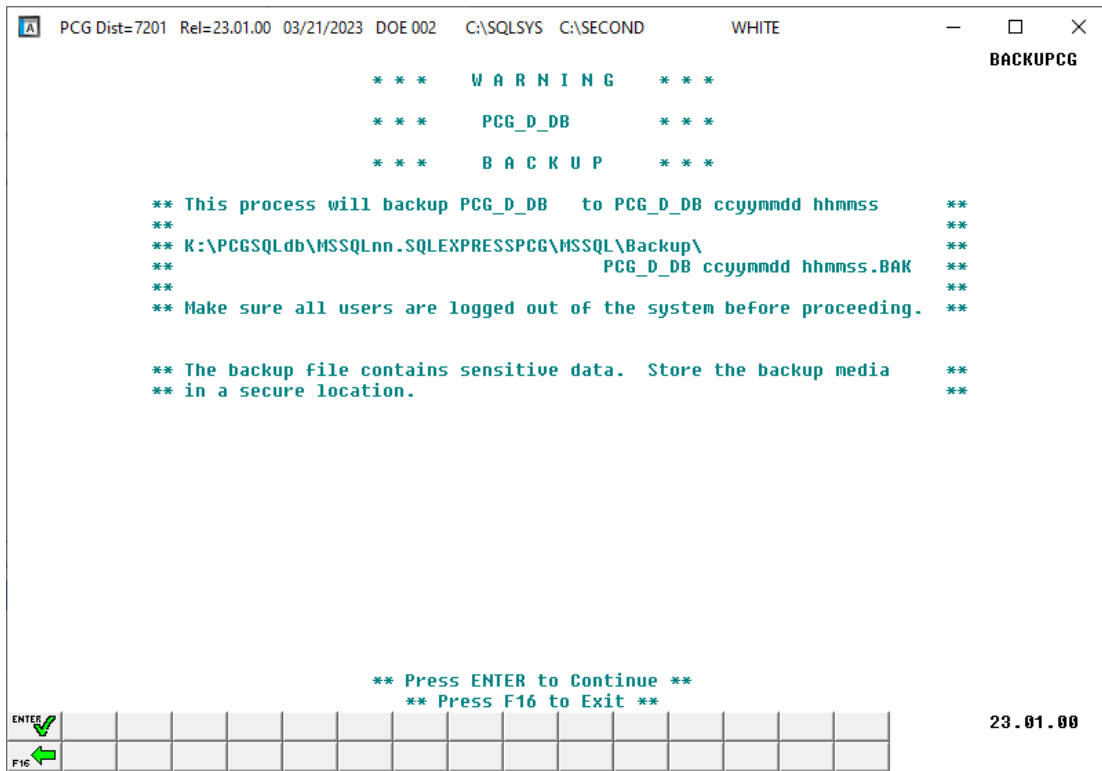 PCG Dist=7201 Rel=23.01.00 03/21/2023 DOE 002 C:\SQLSYS C:\SECOND WHITE
BACKUPCG
* * * W A R N I N G * * *
* * * PCG_D_DB * * *
* * * B A C K U P * * *
** This process will backup PCG_D_DB to PCG_D_DB ccyymmdd hhmmss **
** **
** K:\PCGSQLdb\MSSQLnn.SQLEXPRESSPCG\MSSQL\Backup\ **
** PCG_D_DB ccyymmdd hhmmss.BAK **
** **
** Make sure all users are logged out of the system before proceeding. **
** The backup file contains sensitive data. Store the backup media **
** in a secure location. **
** Press ENTER to Continue **
** Press F16 to Exit **
ENTER
23.01.00
F16